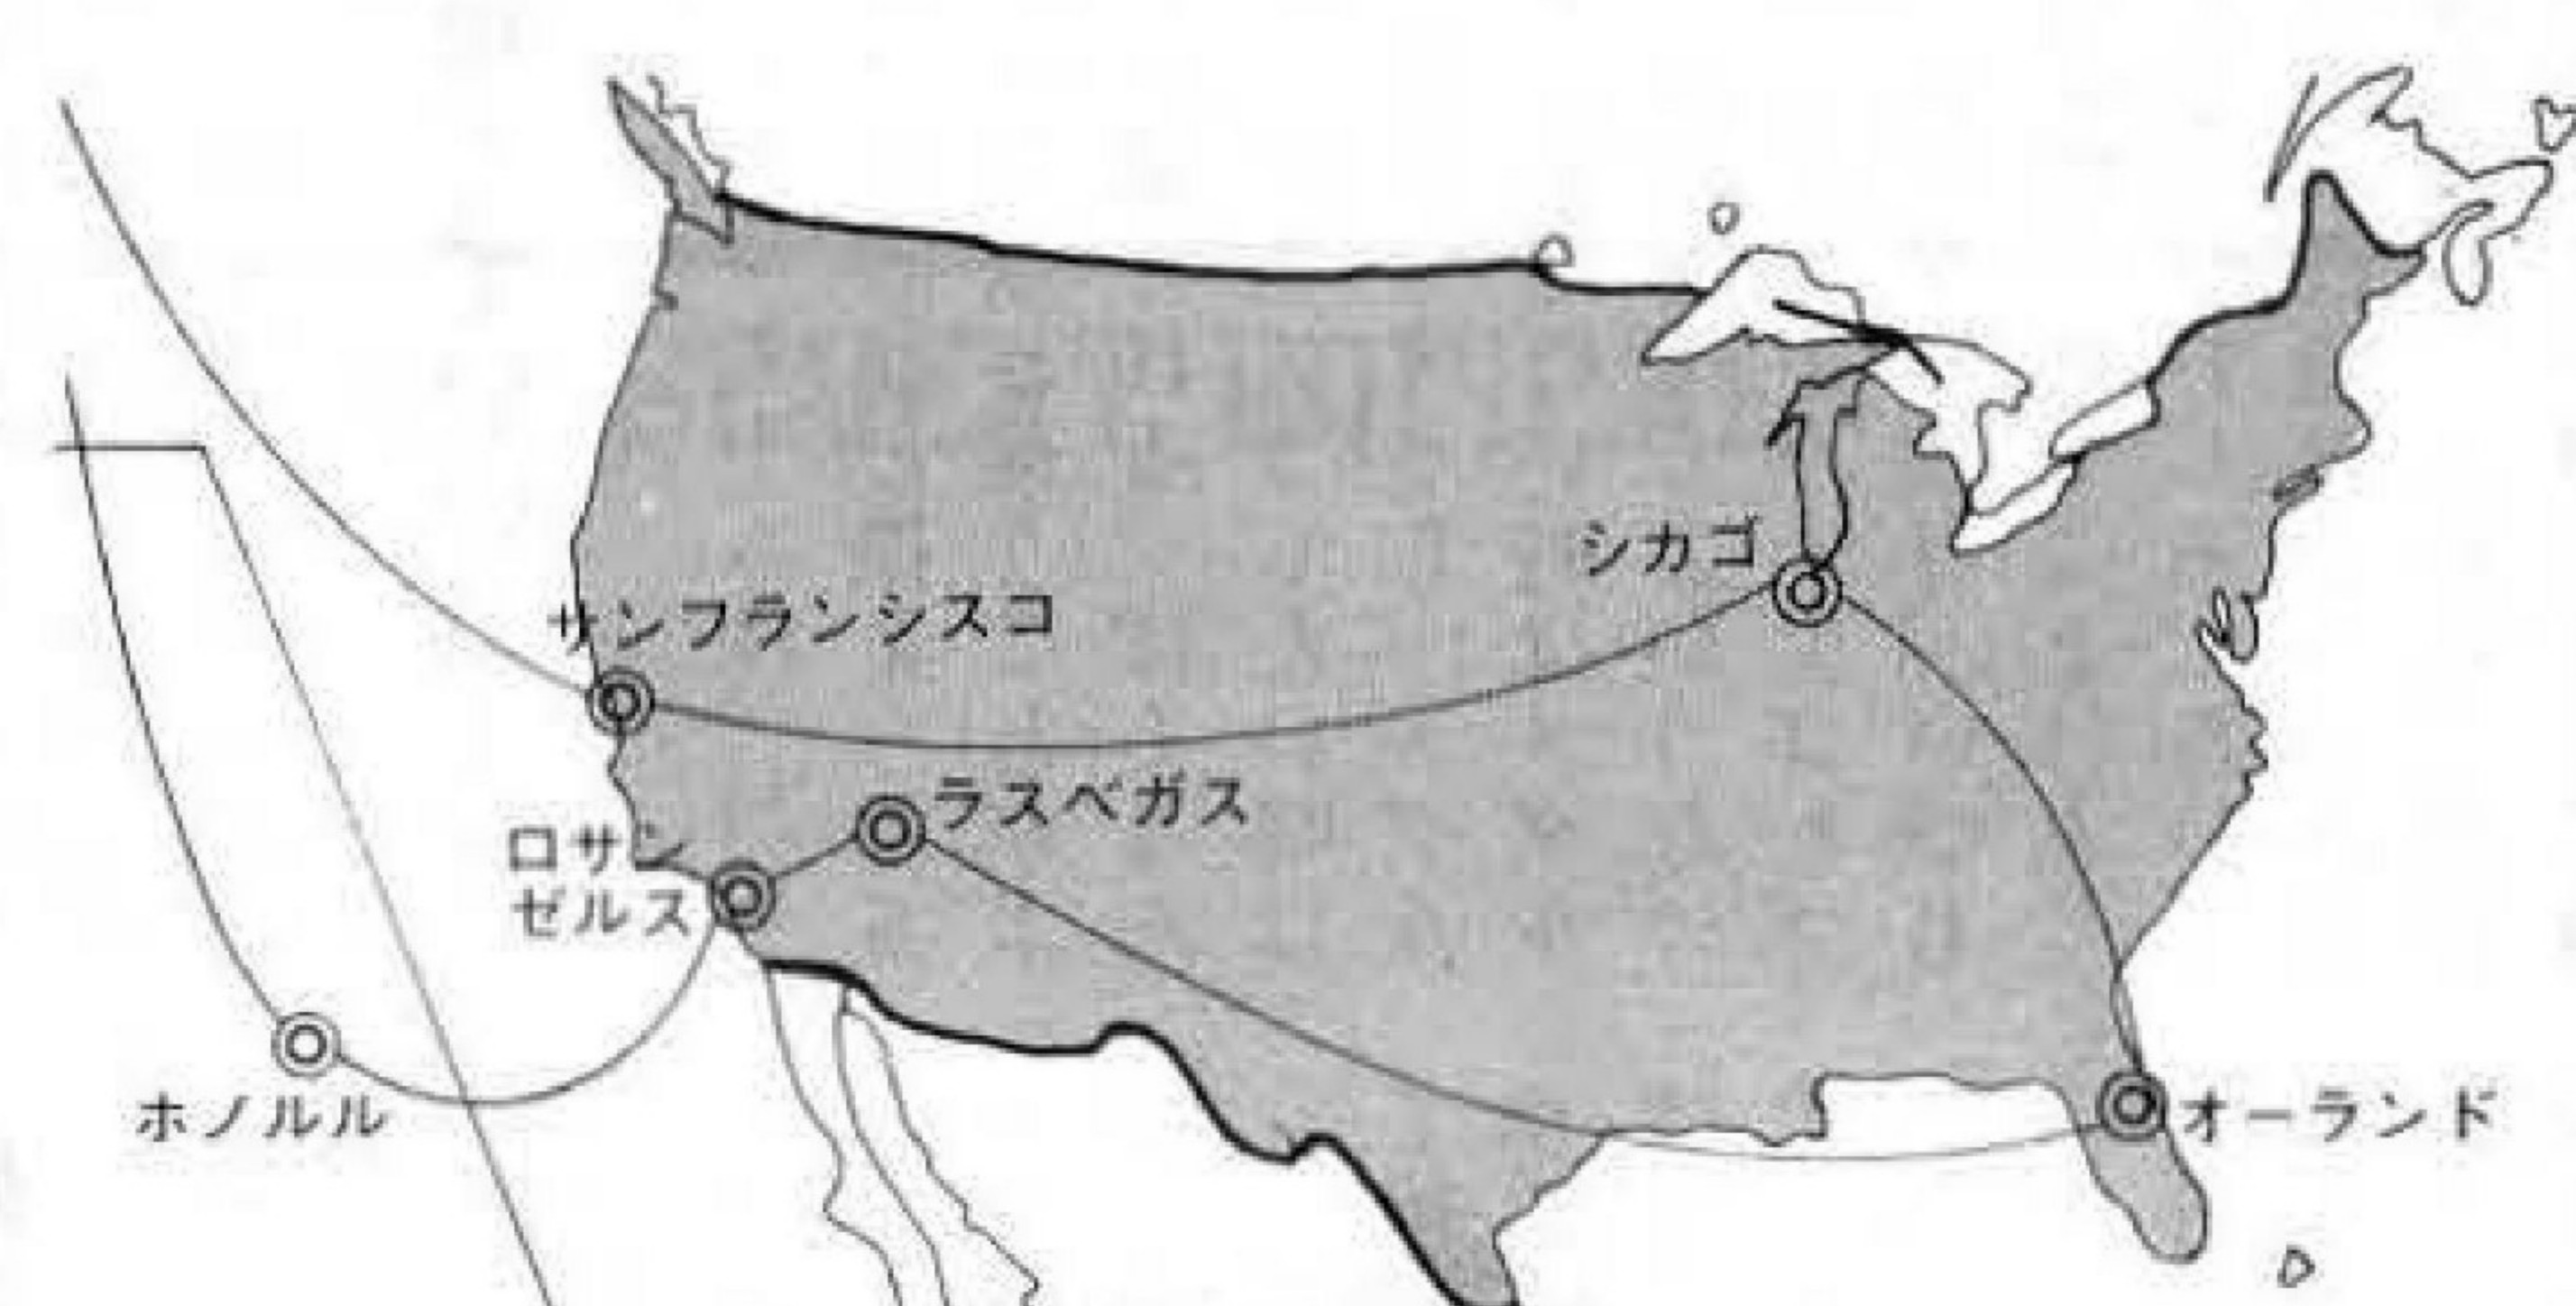 シカゴ
サンフランシスコ
ラスベガス
ロサン
ゼルス
ホノルル
オーランド